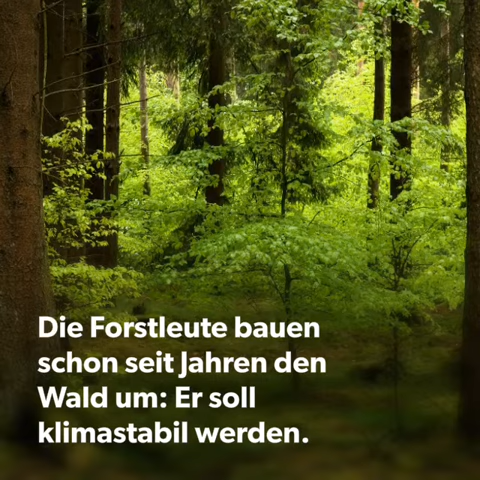 Die Forstleute bauen
schon seit Jahren den
Wald um: Er soll
klimastabil werden.